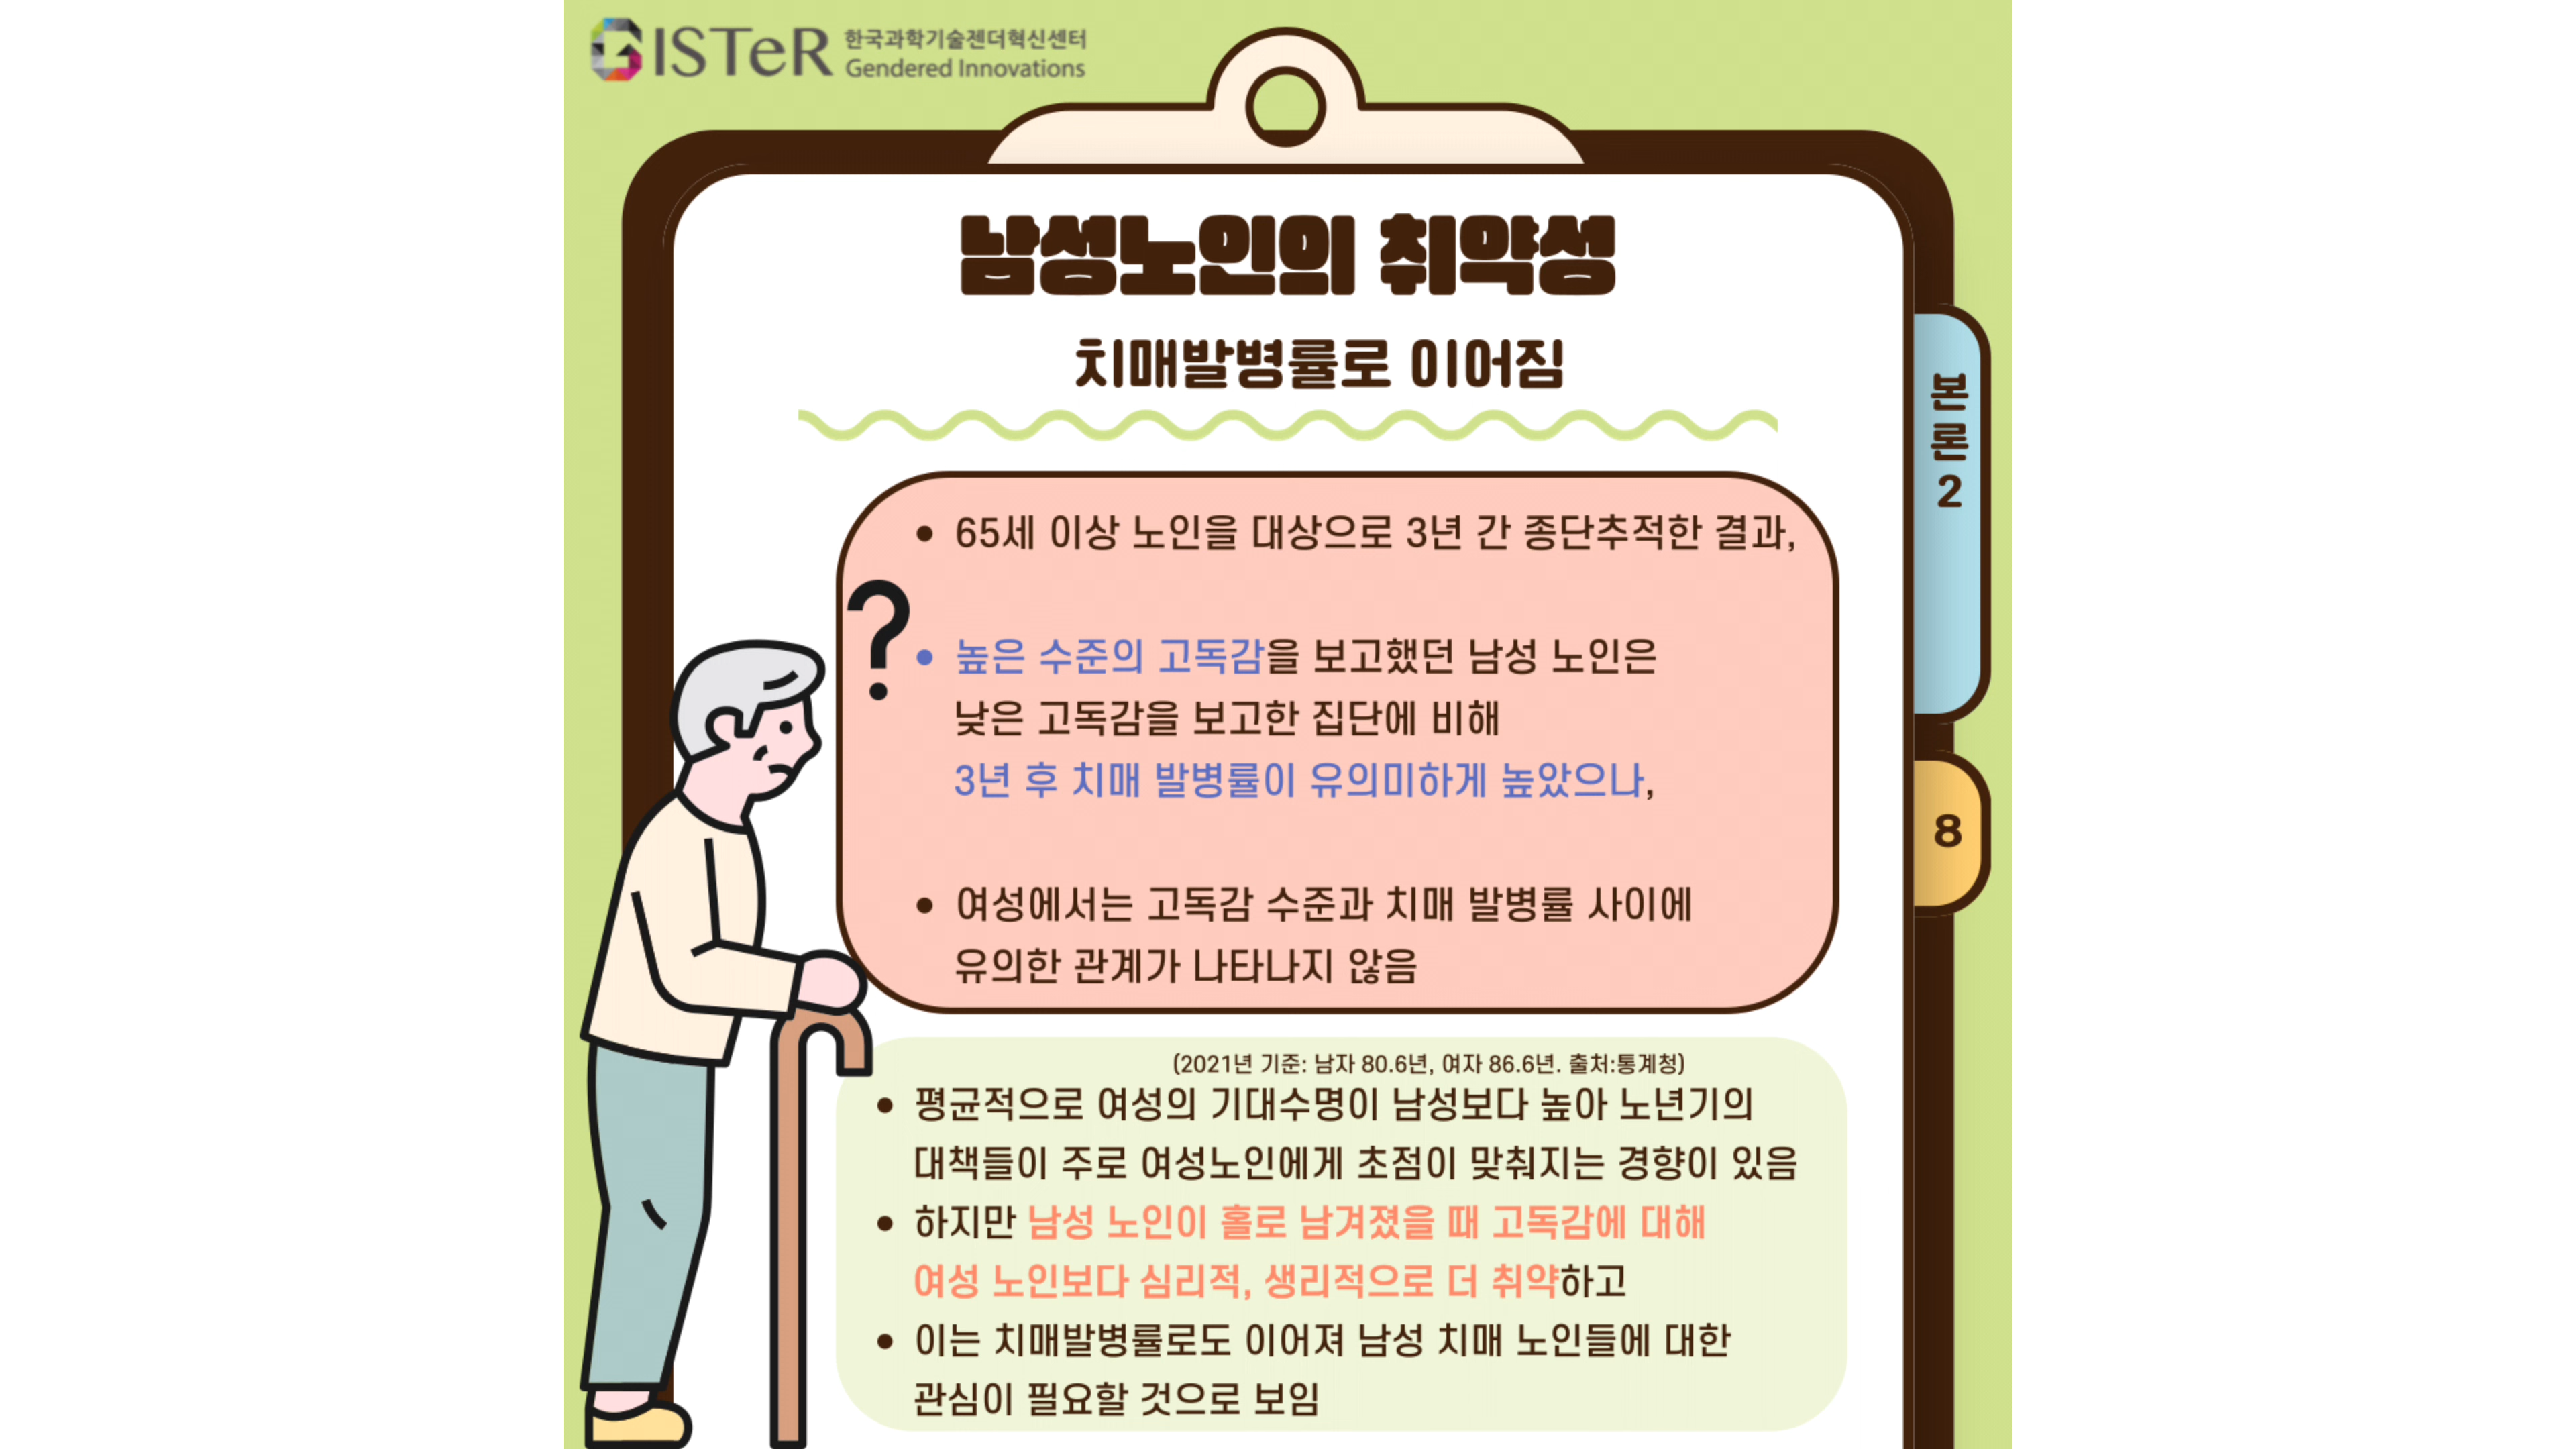 GISTeR 한국과학기술젠더혁신센터
Gendered Innovations
남성노인의 취약성
치매발병률로 이어짐
본
론
2
8
?
• 65세 이상 노인을 대상으로 3년 간 종단추적한 결과,
• 높은 수준의 고독감을 보고했던 남성 노인은
낮은 고독감을 보고한 집단에 비해
3년 후 치매 발병률이 유의미하게 높았으나,
• 여성에서는 고독감 수준과 치매 발병률 사이에
유의한 관계가 나타나지 않음
(2021년 기준: 남자 80.6년, 여자 86.6년. 출처:통계청)
• 평균적으로 여성의 기대수명이 남성보다 높아 노년기의
대책들이 주로 여성노인에게 초점이 맞춰지는 경향이 있음
• 하지만 남성 노인이 홀로 남겨졌을 때 고독감에 대해
여성 노인보다 심리적, 생리적으로 더 취약하고
• 이는 치매발병률로도 이어져 남성 치매 노인들에 대한
관심이 필요할 것으로 보임